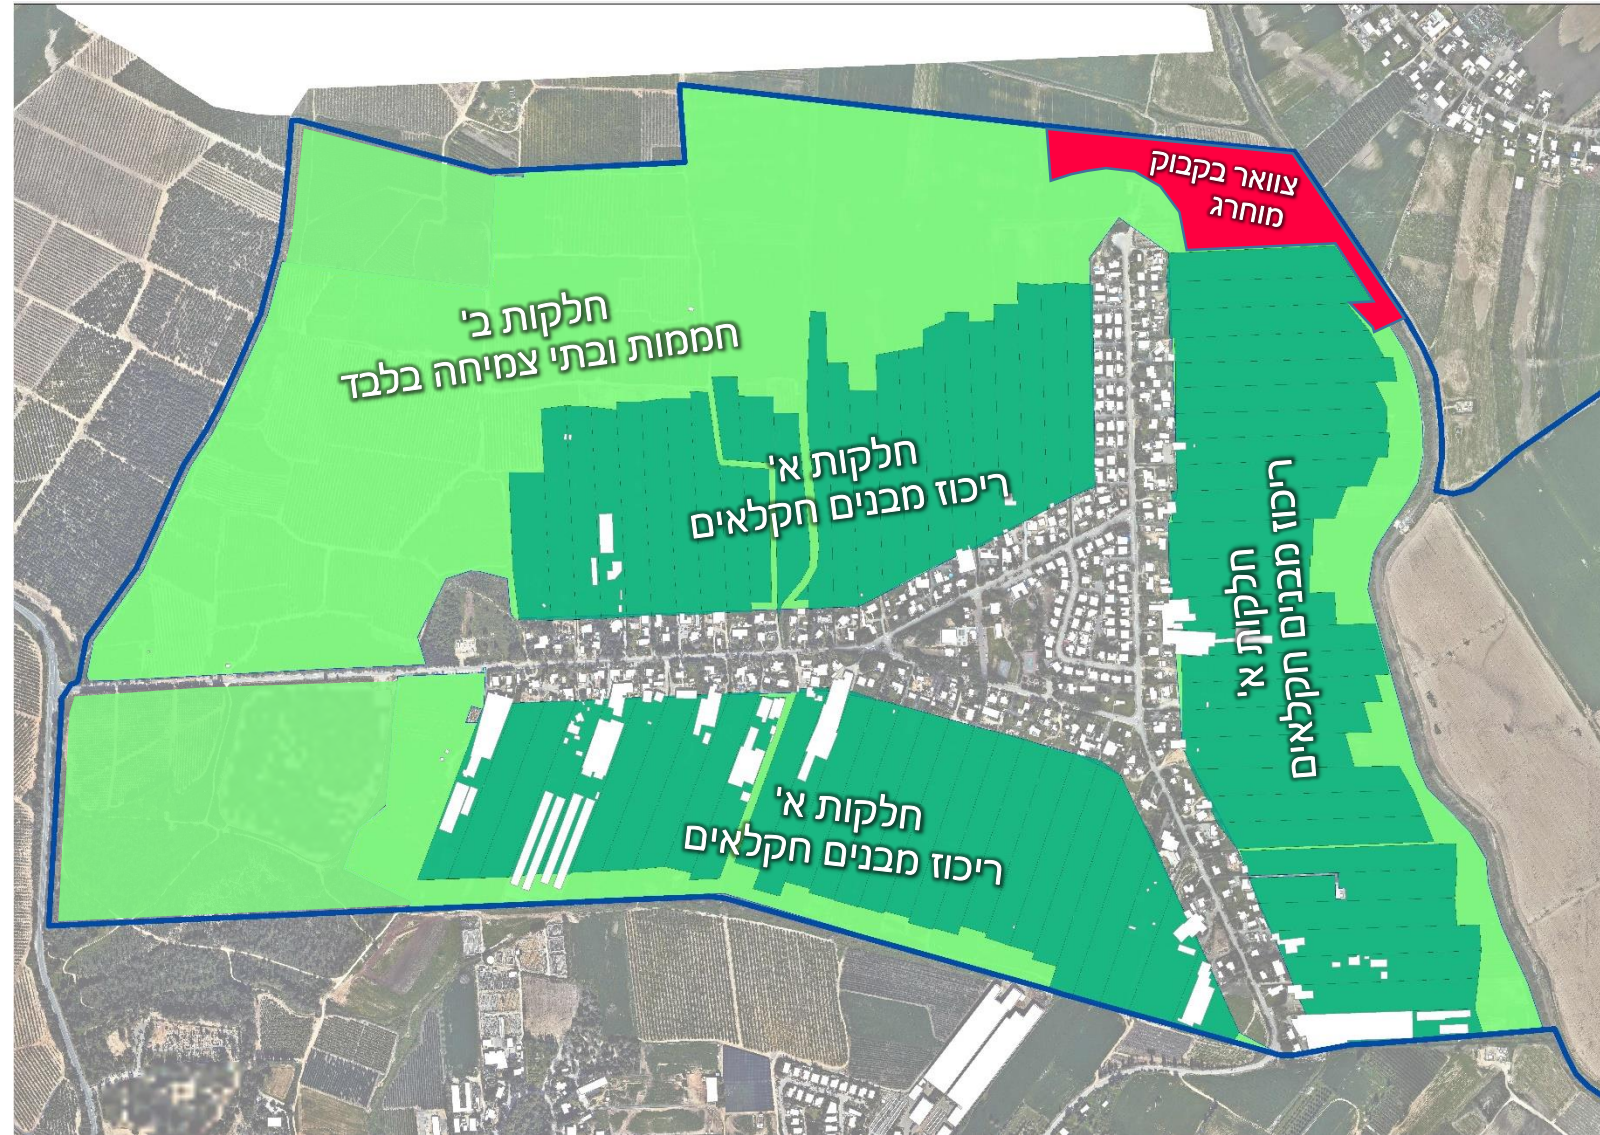 צוואר בקבוק
מוחרג
חלקות ב'
חממות ובתי צמיחה בלבד
חלקות א'
ריכוז מבנים חקלאים
חלקות א'
ריכוז מבנים חקלאים
חלקות א'
ריכוז מבנים חקלאים